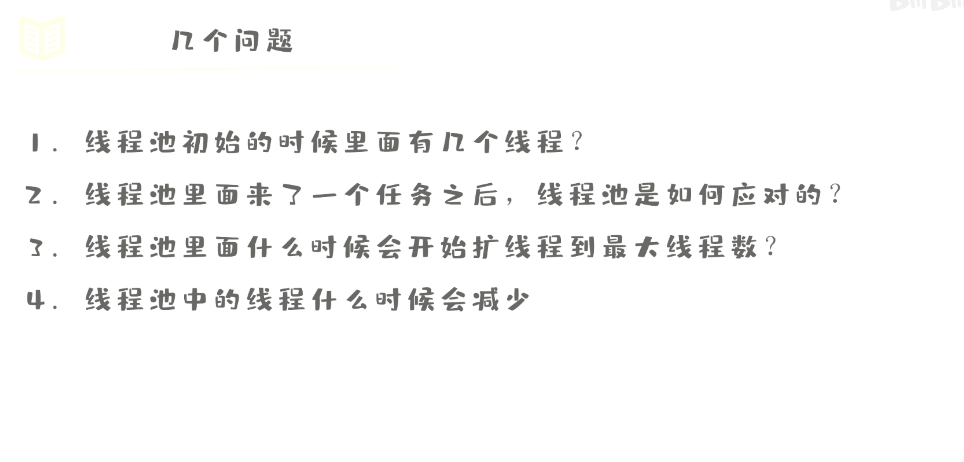 几个问题
1. 线程池初始的时候里面有几个线程?
2. 线程池里面来了一个任务之后，线程池是如何应对的?
3. 线程池里面什么时候会开始扩线程到最大线程数?
4. 线程池中的线程什么时候会减少